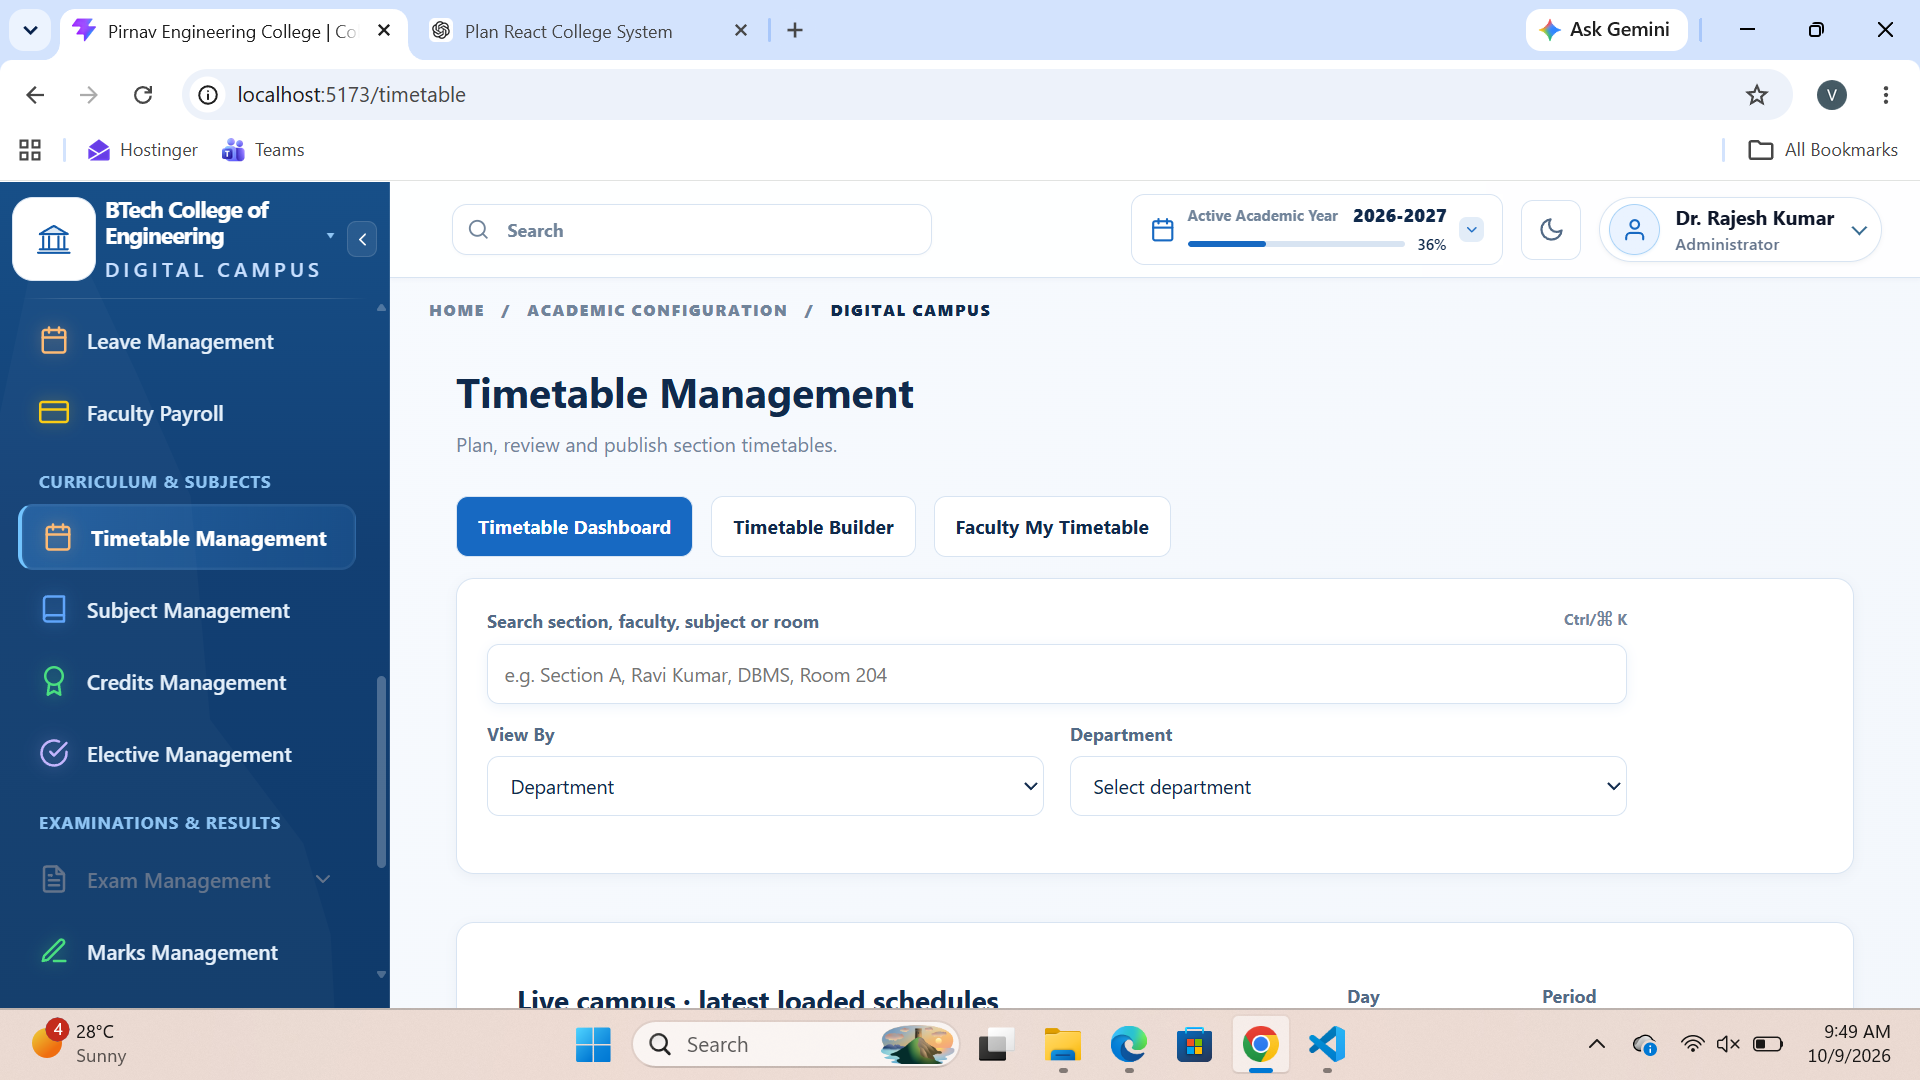 Pirnav Engineering College | Co
Plan React College System
Ask Gemini
localhost:5173/timetable
V
Hostinger
Teams
All Bookmarks
BTech College of
Engineering
DIGITAL CAMPUS
Search
Active Academic Year 2026-2027
36%
Dr. Rajesh Kumar
Administrator
HOME / ACADEMIC CONFIGURATION / DIGITAL CAMPUS
Leave Management
Faculty Payroll
CURRICULUM & SUBJECTS
Timetable Management
Subject Management
Credits Management
Elective Management
EXAMINATIONS & RESULTS
Exam Management
Marks Management
Timetable Management
Plan, review and publish section timetables.
Timetable Dashboard
Timetable Builder
Faculty My Timetable
Search section, faculty, subject or room
Ctrl/⌘ K
e.g. Section A, Ravi Kumar, DBMS, Room 204
View By
Department
Department
Select department
Live campus · latest loaded schedules
Day
Period
4
28°C
Sunny
Search
9:49 AM
10/9/2026